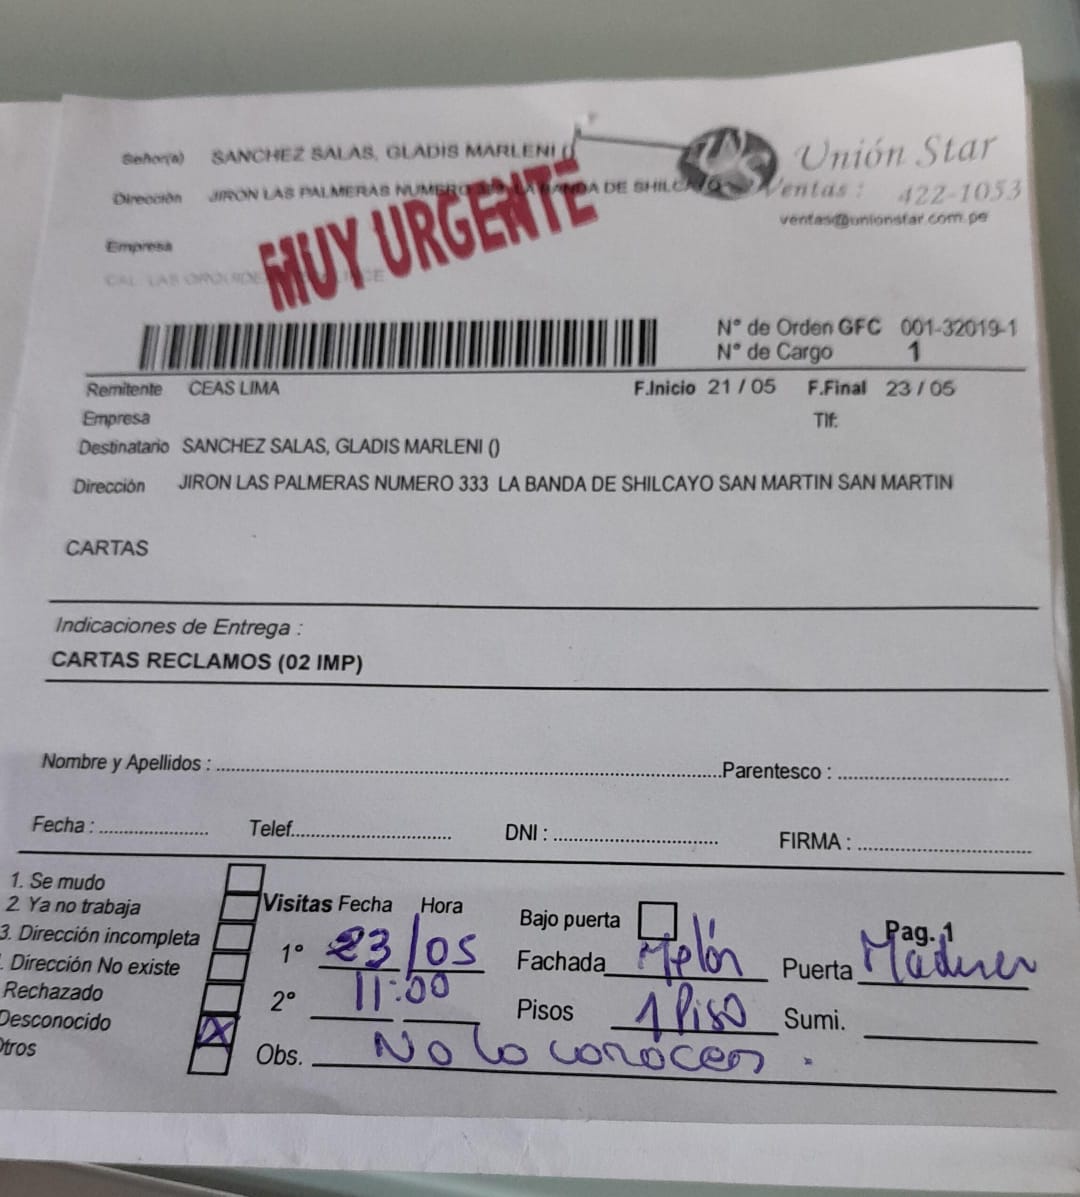 Señor(a) SANCHEZ SALAS, GLADIS MARLENI ()
Unión Star
Dirección JIRON LAS PALMERAS NUMERO 333 LA BANDA DE SHILCAYO
Ventas : 422-1053
MUY URGENTE
ventas@unionstar.com.pe
Empresa
CAL LAS
N° de Orden GFC 001-32019-1
N° de Cargo 1
Remitente CEAS LIMA F.Inicio 21 / 05 F.Final 23 / 05
Empresa Tlf:
Destinatario SANCHEZ SALAS, GLADIS MARLENI ()
Dirección JIRON LAS PALMERAS NUMERO 333 LA BANDA DE SHILCAYO SAN MARTIN SAN MARTIN
CARTAS
Indicaciones de Entrega :
CARTAS RECLAMOS (02 IMP)
Nombre y Apellidos : Parentesco :
Fecha : Telef. DNI : FIRMA :
1. Se mudo
2. Ya no trabaja
3. Dirección incompleta
. Dirección No existe
Rechazado
Desconocido X
Otros
Visitas Fecha Hora
1° 23/05
2° 11:00
Obs. No lo conocen.
Bajo puerta
Fachada Melón
Pisos 1 Piso
Pag. 1
Puerta
Sumi.